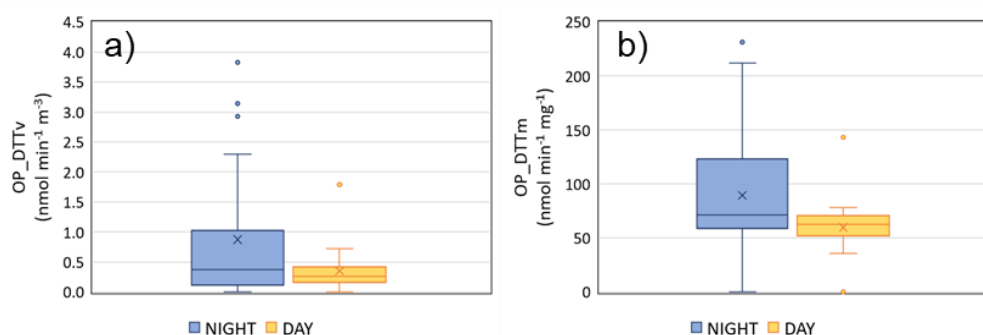 a)
OP_DTTv
(nmol min⁻¹ m⁻³)
4.5
4.0
3.5
3.0
2.5
2.0
1.5
1.0
0.5
0.0
NIGHT DAY
b)
OP_DTTm
(nmol min⁻¹ mg⁻¹)
250
200
150
100
50
0
NIGHT DAY